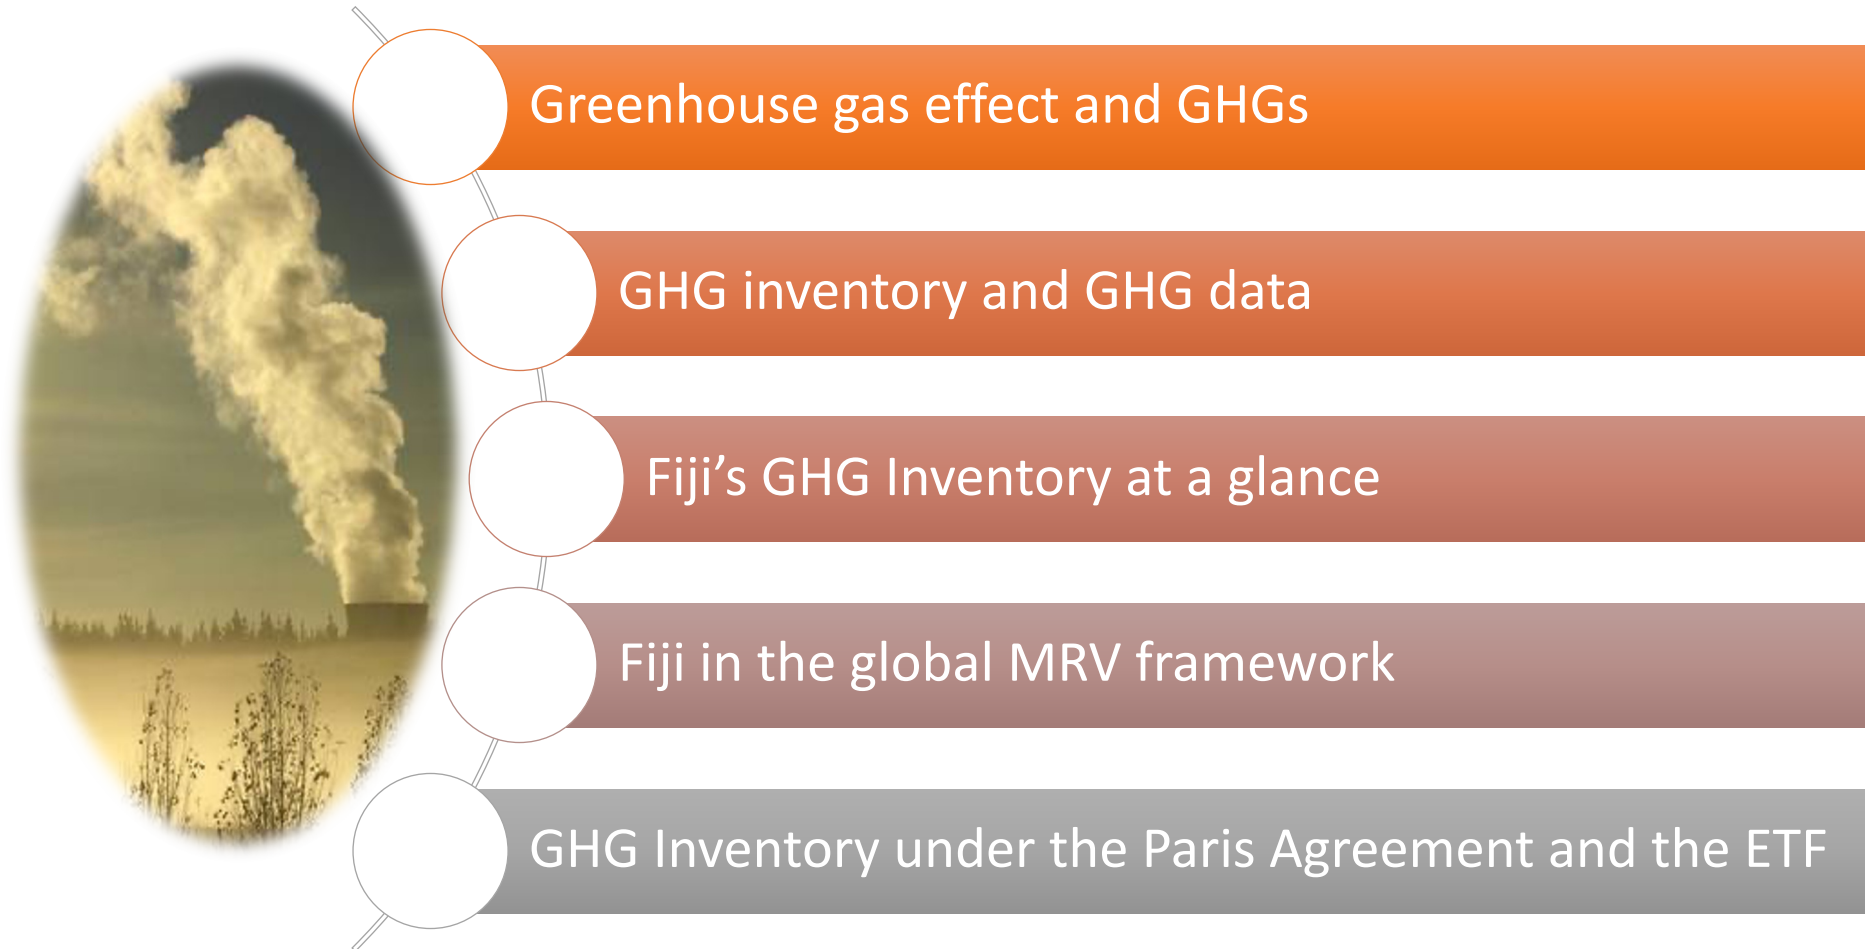 Greenhouse gas effect and GHGs
GHG inventory and GHG data
Fiji’s GHG Inventory at a glance
Fiji in the global MRV framework
GHG Inventory under the Paris Agreement and the ETF